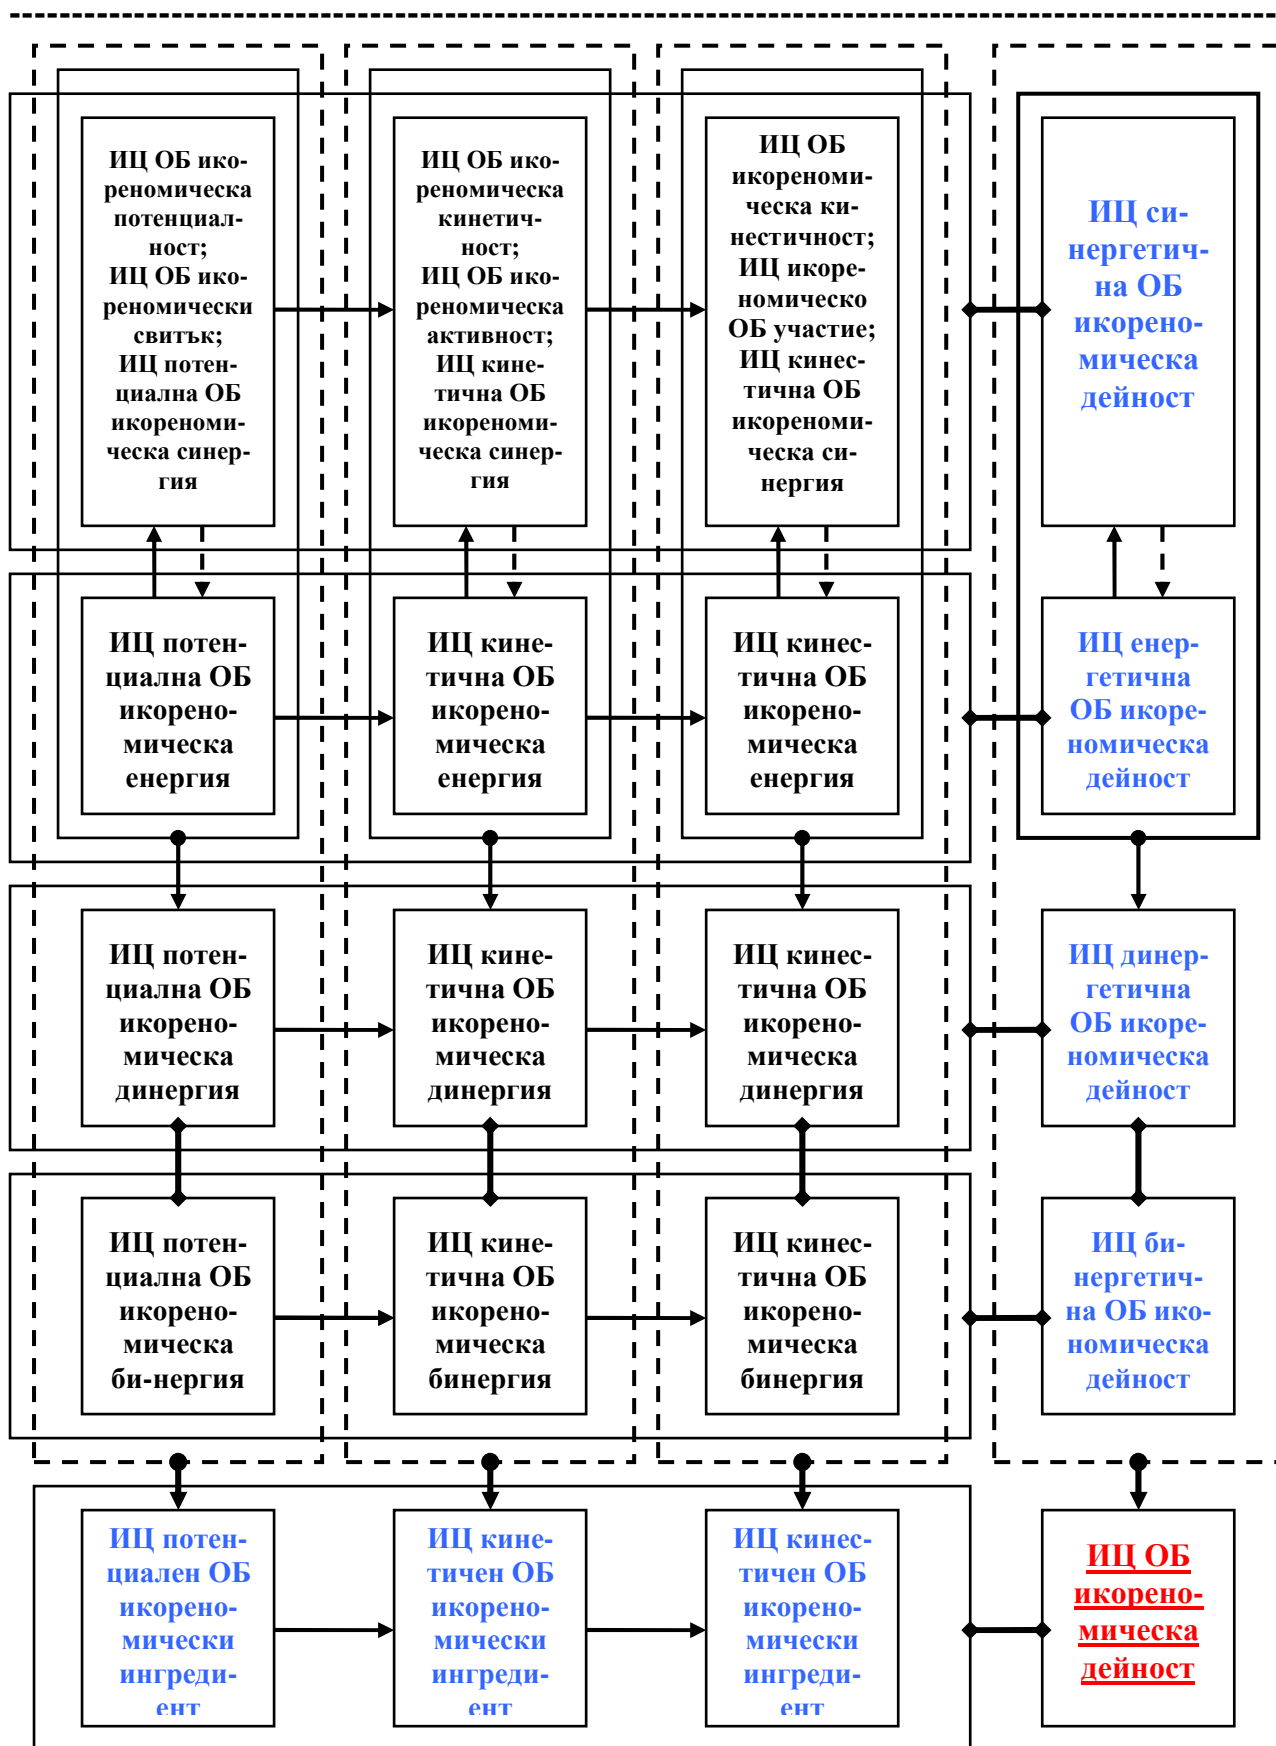 ИЦ ОБ ико-
реномическа
потенциал-
ност;
ИЦ ОБ ико-
реномически
свитък;
ИЦ потен-
циална ОБ
икореноми-
ческа синер-
гия
ИЦ ОБ ико-
реномическа
кинетич-
ност;
ИЦ ОБ ико-
реномическа
активност;
ИЦ кине-
тична ОБ
икореноми-
ческа синер-
гия
ИЦ ОБ
икореноми-
ческа ки-
нестичност;
ИЦ икоре-
номическо
ОБ участие;
ИЦ кинес-
тична ОБ
икореноми-
ческа си-
нергия
ИЦ си-
нергетич-
на ОБ
икорено-
мическа
дейност
ИЦ потен-
циална ОБ
икорено-
мическа
енергия
ИЦ кине-
тична ОБ
икорено-
мическа
енергия
ИЦ кинес-
тична ОБ
икорено-
мическа
енергия
ИЦ енер-
гетична
ОБ икоре-
номическа
дейност
ИЦ потен-
циална ОБ
икорено-
мическа
динергия
ИЦ кине-
тична ОБ
икорено-
мическа
динергия
ИЦ кинес-
тична ОБ
икорено-
мическа
динергия
ИЦ динер-
гетична
ОБ икоре-
номическа
дейност
ИЦ потен-
циална ОБ
икорено-
мическа
би-нергия
ИЦ кине-
тична ОБ
икорено-
мическа
бинергия
ИЦ кинес-
тична ОБ
икорено-
мическа
бинергия
ИЦ би-
нергетич-
на ОБ ико-
номическа
дейност
ИЦ потен-
циален ОБ
икорено-
мически
ингреди-
ент
ИЦ кине-
тичен ОБ
икорено-
мически
ингреди-
ент
ИЦ кинес-
тичен ОБ
икорено-
мически
ингреди-
ент
ИЦ ОБ
икорено-
мическа
дейност